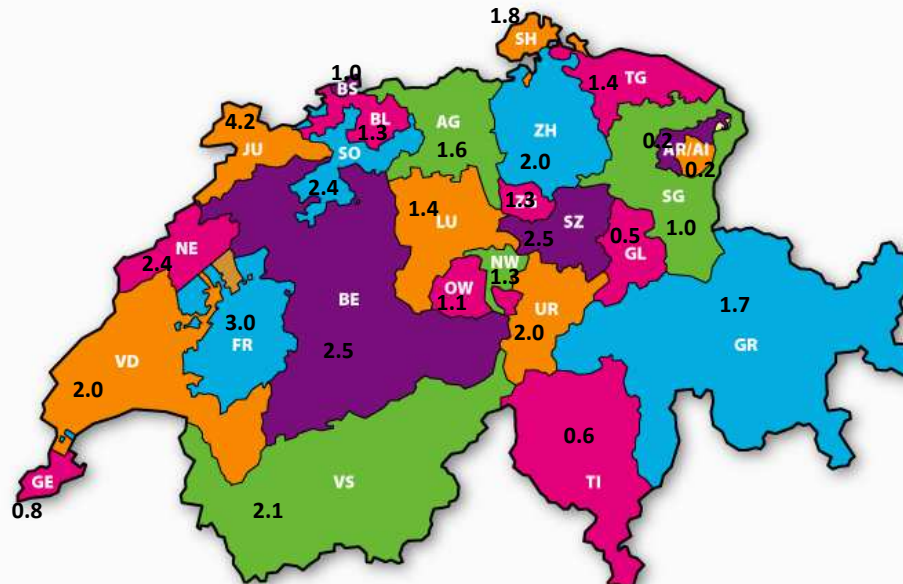 1.8
SH
1.0
BS
TG
1.4
4.2
BL
1.3
AG
1.6
ZH
2.0
0.2
AR/AI
0.2
JU
SO
2.4
1.3
SG
1.0
1.4
LU
SZ
2.5
0.5
GL
NE
2.4
NW
1.3
OW
1.1
BE
2.5
UR
2.0
1.7
GR
3.0
FR
VD
2.0
0.6
TI
GE
0.8
VS
2.1